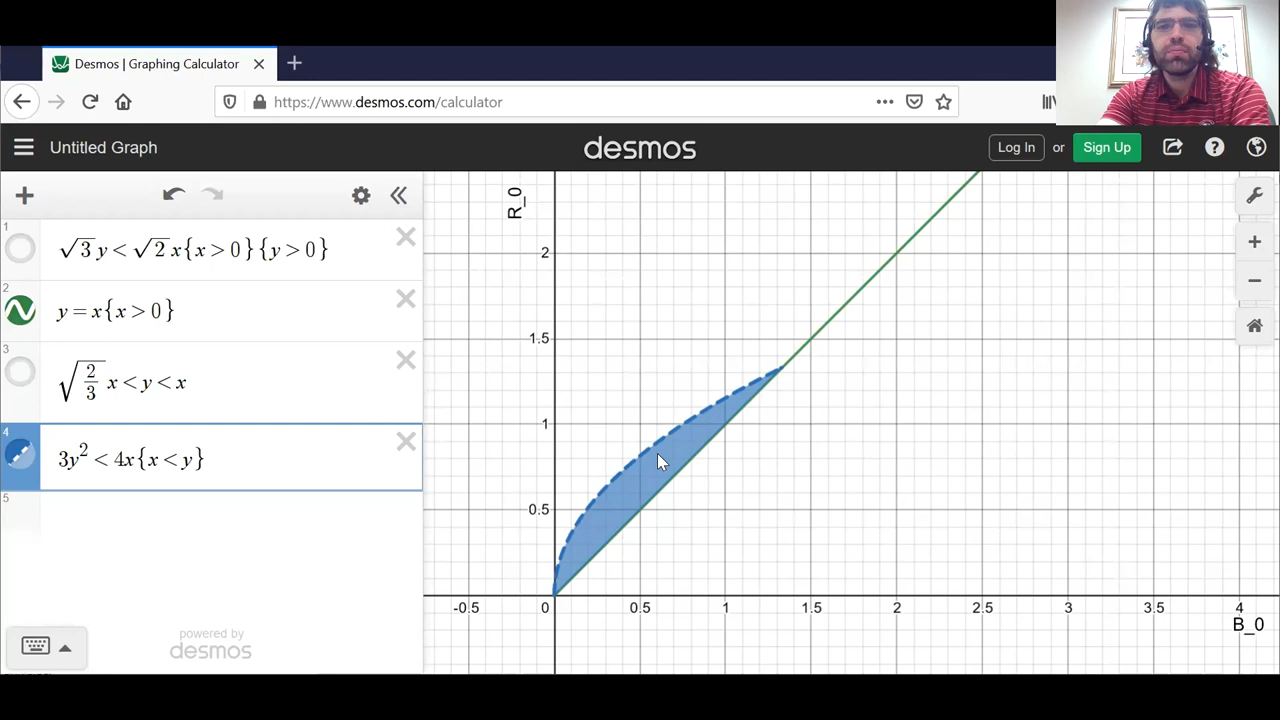 Desmos | Graphing Calculator
https://www.desmos.com/calculator
Untitled Graph
desmos
Log In or Sign Up
1
√3 y < √2 x {x > 0} {y > 0}
2
y = x {x > 0}
3
√(2/3) x < y < x
4
3y² < 4x {x < y}
5
powered by
desmos
R_0
2
1.5
1
0.5
-0.5 0 0.5 1 1.5 2 2.5 3 3.5 4
B_0